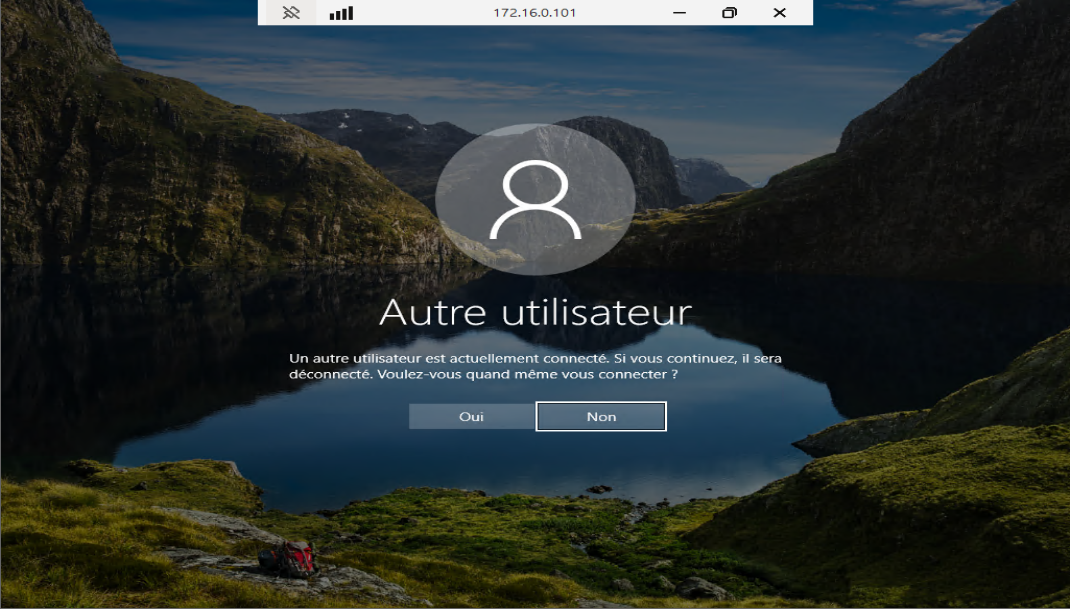 172.16.0.101
Autre utilisateur
Un autre utilisateur est actuellement connecté. Si vous continuez, il sera
déconnecté. Voulez-vous quand même vous connecter ?
Oui Non